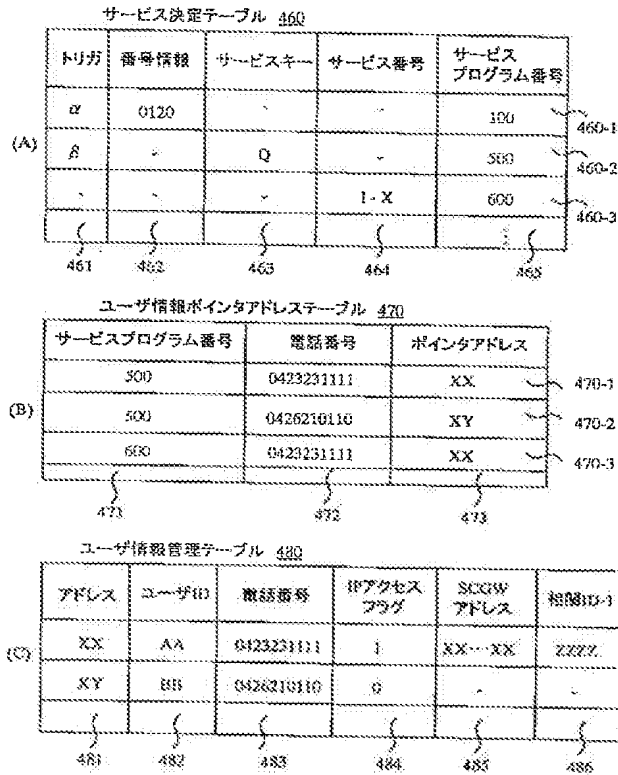 サービス決定テーブル 460
トリガ 番号情報 サービスキー サービス番号 サービス
プログラム番号
α 0120 - - 100 460-1
(A)
β - Q - 500 460-2
- - - 1-X 600 460-3
461 462 463 464 465
ユーザ情報ポインタアドレステーブル 470
サービスプログラム番号 電話番号 ポインタアドレス
500 0423231111 XX 470-1
(B)
500 0426210110 XY 470-2
600 0423231111 XX 470-3
471 472 473
ユーザ情報管理テーブル 480
アドレス ユーザID 電話番号 IPアクセス
フラグ SCGW
アドレス 相関ID-1
(C)
XX AA 0423231111 1 XX…XX ZZZZ
XY BB 0426210110 0 - -
481 482 483 484 485 486